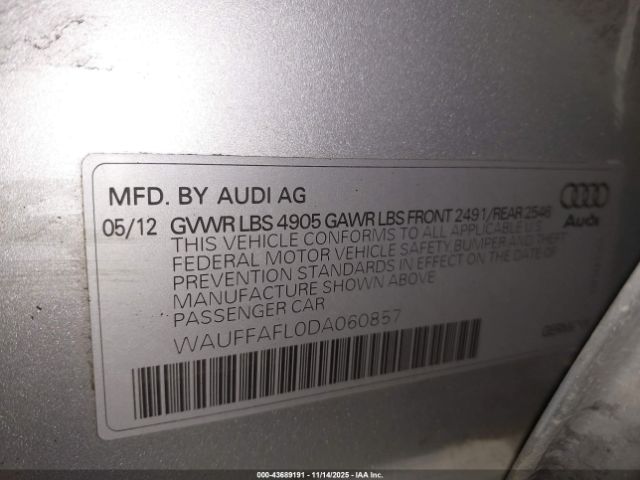 MFD. BY AUDI AG
05/12 GVWR LBS 4905 GAWR LBS FRONT 2491/REAR 2546
THIS VEHICLE CONFORMS TO ALL APPLICABLE U.S.
FEDERAL MOTOR VEHICLE SAFETY, BUMPER AND THEFT
PREVENTION STANDARDS IN EFFECT ON THE DATE OF
MANUFACTURE SHOWN ABOVE
PASSENGER CAR
WAUFFAFL0DA060857
Audi
000-43689191 - 11/14/2025 - IAA Inc.